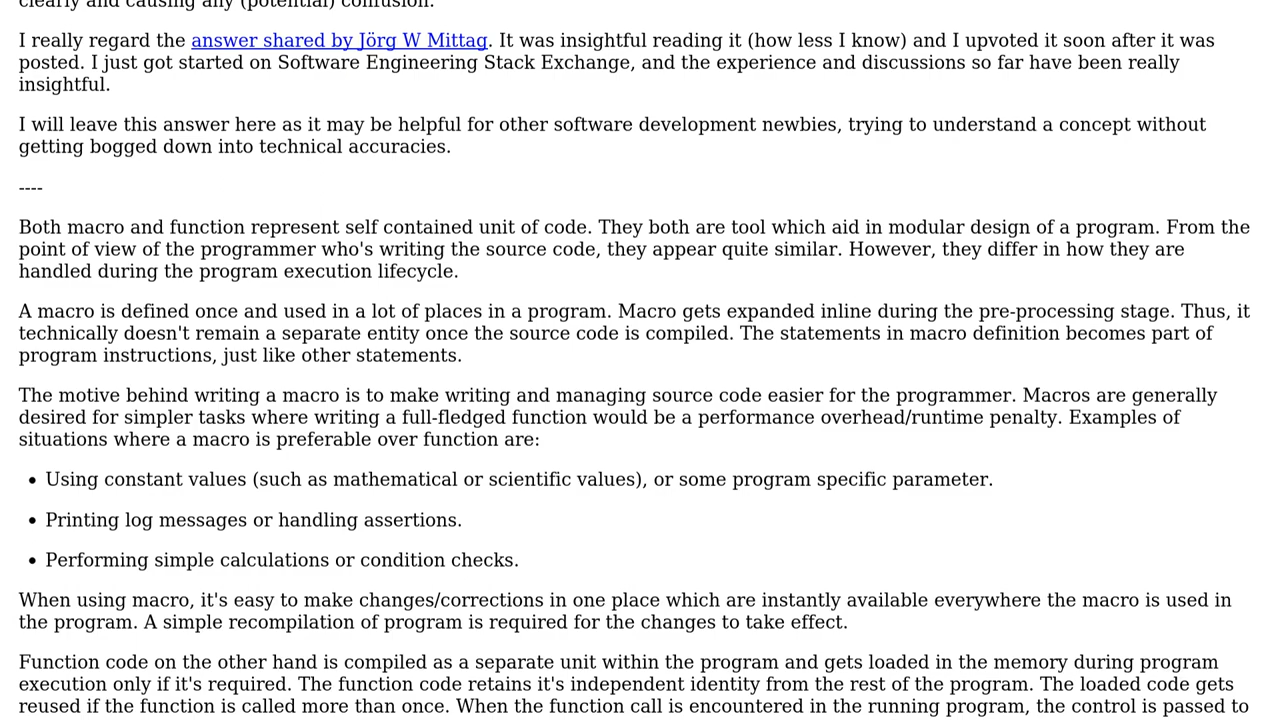 clearly and causing any (potential) confusion.
I really regard the answer shared by Jörg W Mittag. It was insightful reading it (how less I know) and I upvoted it soon after it was
posted. I just got started on Software Engineering Stack Exchange, and the experience and discussions so far have been really
insightful.
I will leave this answer here as it may be helpful for other software development newbies, trying to understand a concept without
getting bogged down into technical accuracies.
----
Both macro and function represent self contained unit of code. They both are tool which aid in modular design of a program. From the
point of view of the programmer who's writing the source code, they appear quite similar. However, they differ in how they are
handled during the program execution lifecycle.
A macro is defined once and used in a lot of places in a program. Macro gets expanded inline during the pre-processing stage. Thus, it
technically doesn't remain a separate entity once the source code is compiled. The statements in macro definition becomes part of
program instructions, just like other statements.
The motive behind writing a macro is to make writing and managing source code easier for the programmer. Macros are generally
desired for simpler tasks where writing a full-fledged function would be a performance overhead/runtime penalty. Examples of
situations where a macro is preferable over function are:
• Using constant values (such as mathematical or scientific values), or some program specific parameter.
• Printing log messages or handling assertions.
• Performing simple calculations or condition checks.
When using macro, it's easy to make changes/corrections in one place which are instantly available everywhere the macro is used in
the program. A simple recompilation of program is required for the changes to take effect.
Function code on the other hand is compiled as a separate unit within the program and gets loaded in the memory during program
execution only if it's required. The function code retains it's independent identity from the rest of the program. The loaded code gets
reused if the function is called more than once. When the function call is encountered in the running program, the control is passed to